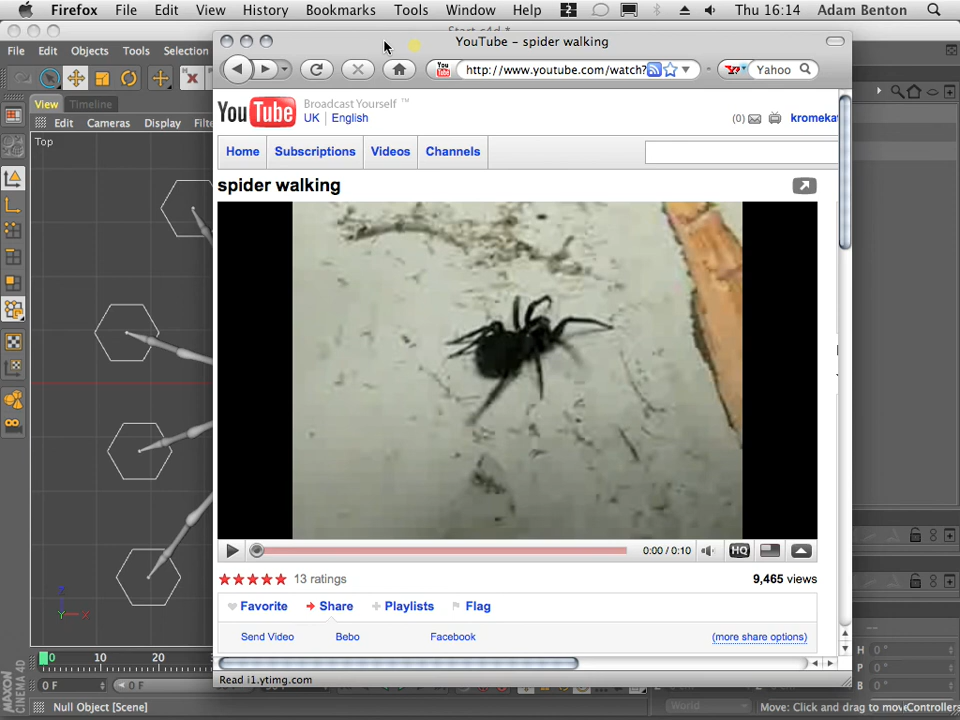 Firefox File Edit View History Bookmarks Tools Window Help 2 Thu 16:14 Adam Benton
File Edit Objects Tools Selection
YouTube – spider walking
http://www.youtube.com/watch? Yahoo
View Timeline
Edit Cameras Display
Top
YouTube Broadcast Yourself ™
UK | English
(0)
Home Subscriptions Videos Channels
spider walking
0:00 / 0:10 HQ
13 ratings 9,465 views
Favorite Share Playlists Flag
Send Video Bebo Facebook (more share options)
Y X
0 10 20
Read i1.ytimg.com
0 F 0 F
H 0 °
P 0 °
B 0 °
World
MAXON CINEMA 4D
Null Object [Scene]
Move: Click and drag to mov
Controllers